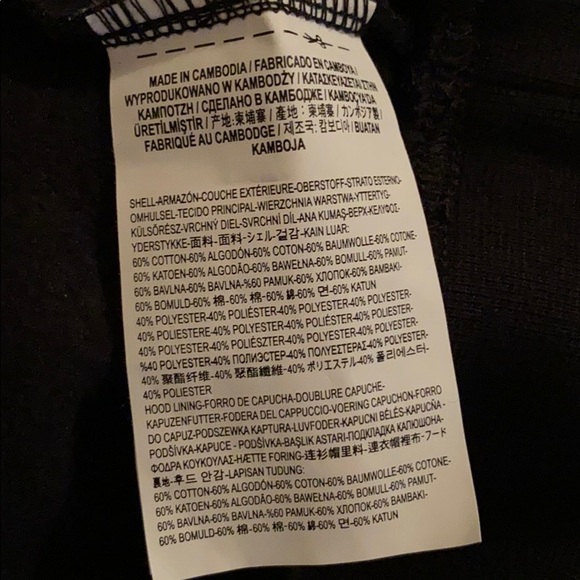 MADE IN CAMBODIA / FABRICADO EN CAMBOYA /
WYPRODUKOWANO W KAMBODŻY / ΚΑΤΑΣΚΕΥΑΖΕΤΑΙ ΣΤΗΝ
ΚΑΜΠΟΤΖΗ / СДЕЛАНО В КАМБОДЖЕ / KAMBOÇYA'DA
ÜRETİLMİŞTİR / 产地:柬埔寨 / 產地:柬埔寨 / カンボジア製 /
FABRIQUÉ AU CAMBODGE / 제조국: 캄보디아 / BUATAN
KAMBOJA
SHELL-ARMAZÓN-COUCHE EXTÉRIEURE-OBERSTOFF-STRATO ESTERNO-
OMHULSEL-TECIDO PRINCIPAL-WIERZCHNIA WARSTWA-YTTERTYG-
KÜLSŐRÉSZ-VRCHNÝ DIEL-SVRCHNÍ DÍL-ANA KUMAŞ-ВЕРХ-ΚΕΛΥΦΟΣ-
YDERSTYKKE-面料-面料-シェル-겉감-KAIN LUAR:
60% COTTON-60% ALGODÓN-60% COTON-60% BAUMWOLLE-60% COTONE-
60% KATOEN-60% ALGODÃO-60% BAWEŁNA-60% BOMULL-60% PAMUT-
60% BAVLNA-60% BAVLNA-%60 PAMUK-60% ХЛОПОК-60% ΒΑΜΒΑΚΙ-
60% BOMULD-60% 棉-60% 棉-60% 綿-60% 면-60% KATUN
40% POLYESTER-40% POLIÉSTER-40% POLYESTER-40% POLYESTER-
40% POLIESTERE-40% POLYESTER-40% POLIÉSTER-40% POLIESTER-
40% POLYESTER-40% POLIÉSZTER-40% POLYESTER-40% POLYESTER-
%40 POLYESTER-40% ПОЛИЭСТЕР-40% ΠΟΛΥΕΣΤΕΡΑΣ-40% POLYESTER-
40% 聚酯纤维-40% 聚酯纖維-40% ポリエステル-40% 폴리에스터-
40% POLIESTER
HOOD LINING-FORRO DE CAPUCHA-DOUBLURE CAPUCHE-
KAPUZENFUTTER-FODERA DEL CAPPUCCIO-VOERING CAPUCHON-FORRO
DO CAPUZ-PODSZEWKA KAPTURA-LUVFODER-KAPUCNI BÉLÉS-KAPUCŇA -
PODŠÍVKA-KAPUCE - PODŠÍVKA-BAŞLIK ASTARI-ПОДКЛАДКА КАПЮШОНА-
ΦΟΔΡΑ ΚΟΥΚΟΥΛΑΣ-HÆTTE FORING-连衫帽里料-連衣帽裡布-フード
裏地-후드 안감-LAPISAN TUDUNG:
60% COTTON-60% ALGODÓN-60% COTON-60% BAUMWOLLE-60% COTONE-
60% KATOEN-60% ALGODÃO-60% BAWEŁNA-60% BOMULL-60% PAMUT-
60% BAVLNA-60% BAVLNA-%60 PAMUK-60% ХЛОПОК-60% ΒΑΜΒΑΚΙ-
60% BOMULD-60% 棉-60% 棉-60% 綿-60% 면-60% KATUN